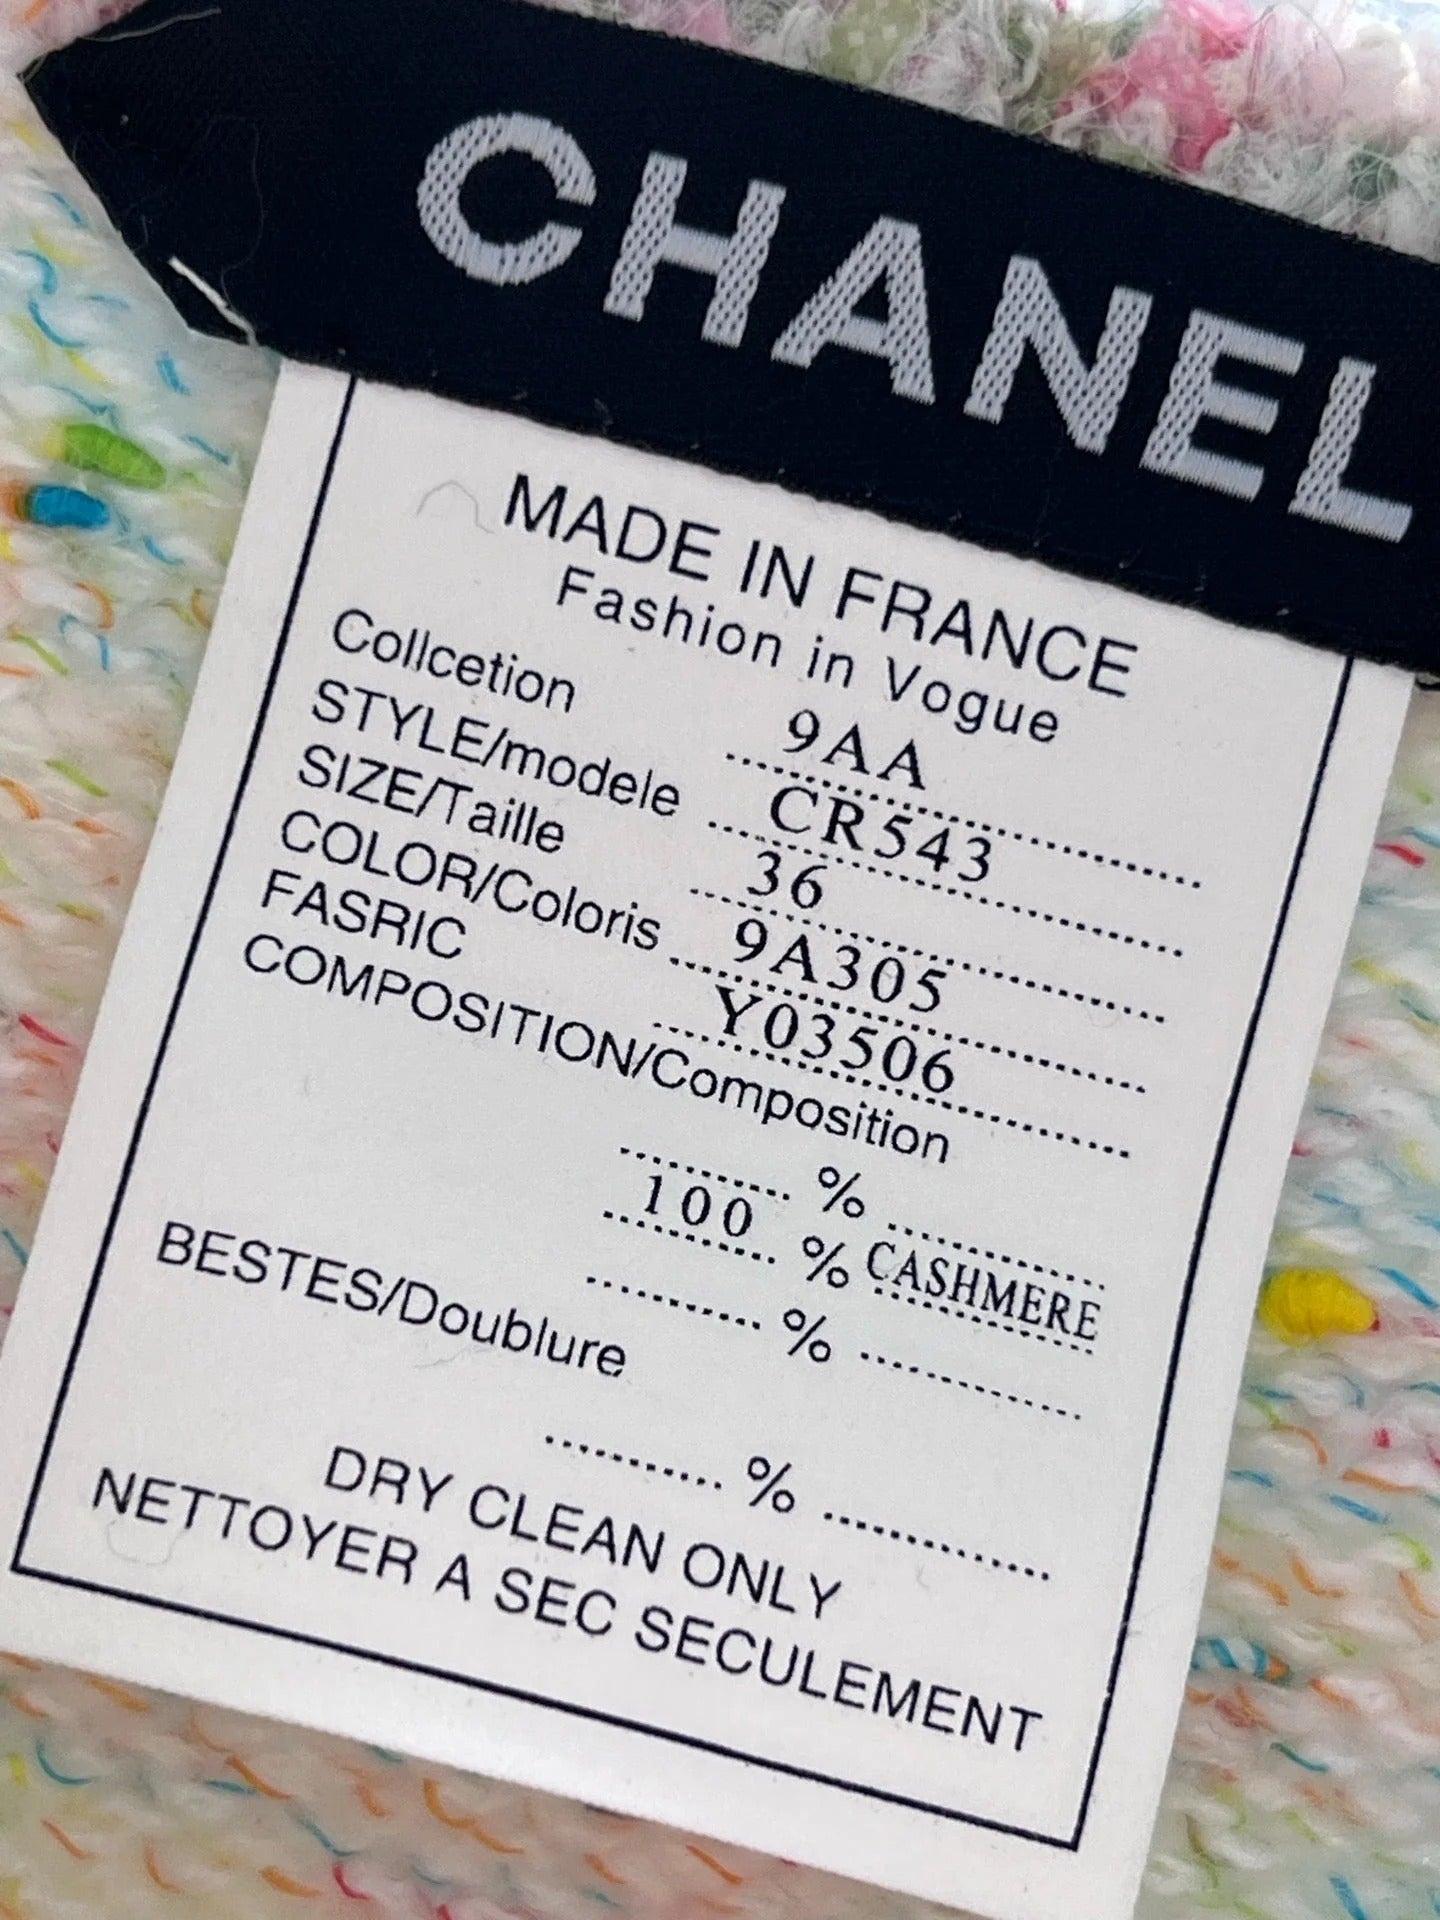 CHANEL
MADE IN FRANCE
Fashion in Vogue
Collcetion 9AA
STYLE/modele CR543
SIZE/Taille 36
COLOR/Coloris 9A305
FASRIC Y03506
COMPOSITION/Composition
%
100 % CASHMERE
%
BESTES/Doublure
%
DRY CLEAN ONLY
NETTOYER A SEC SECULEMENT